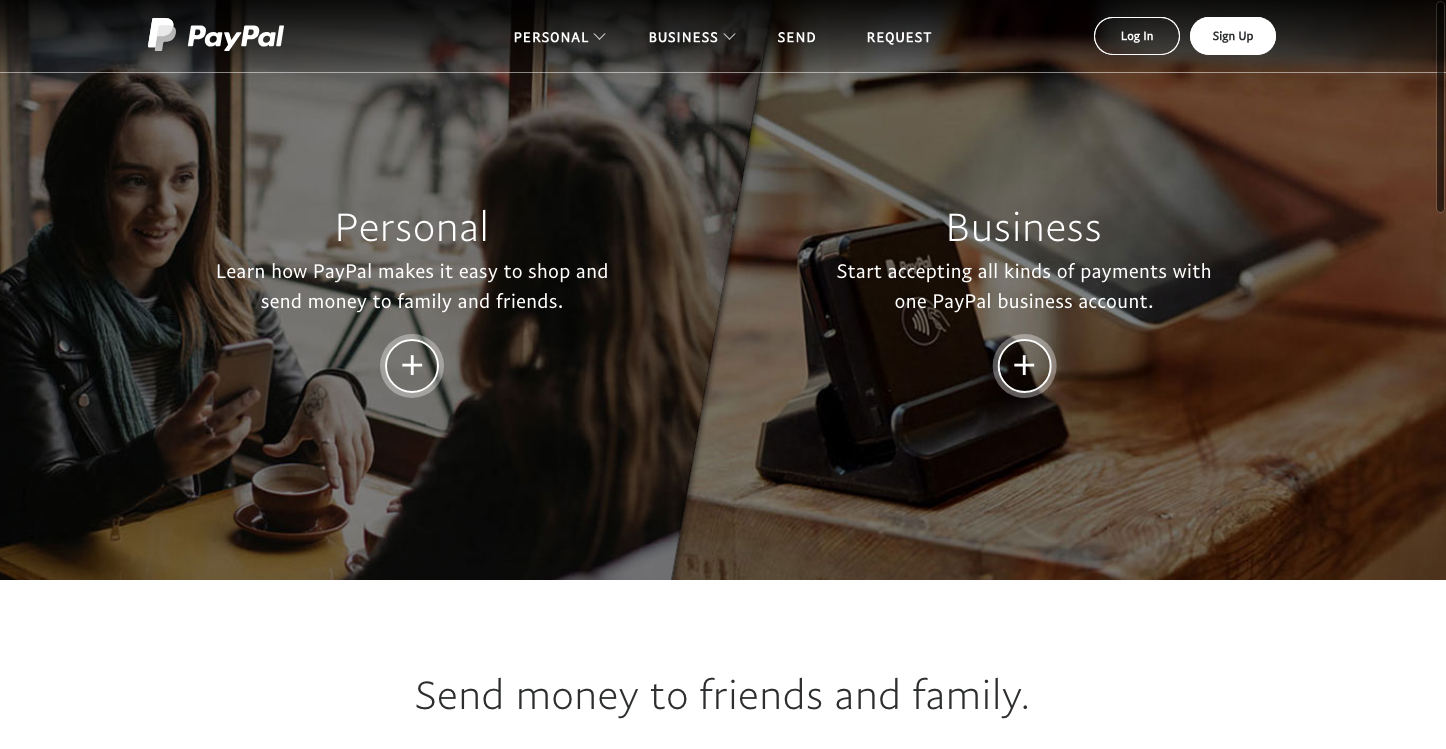 PayPal
PERSONAL
BUSINESS
SEND
REQUEST
Log In
Sign Up
Personal
Learn how PayPal makes it easy to shop and
send money to family and friends.
Business
Start accepting all kinds of payments with
one PayPal business account.
PayPal
Send money to friends and family.